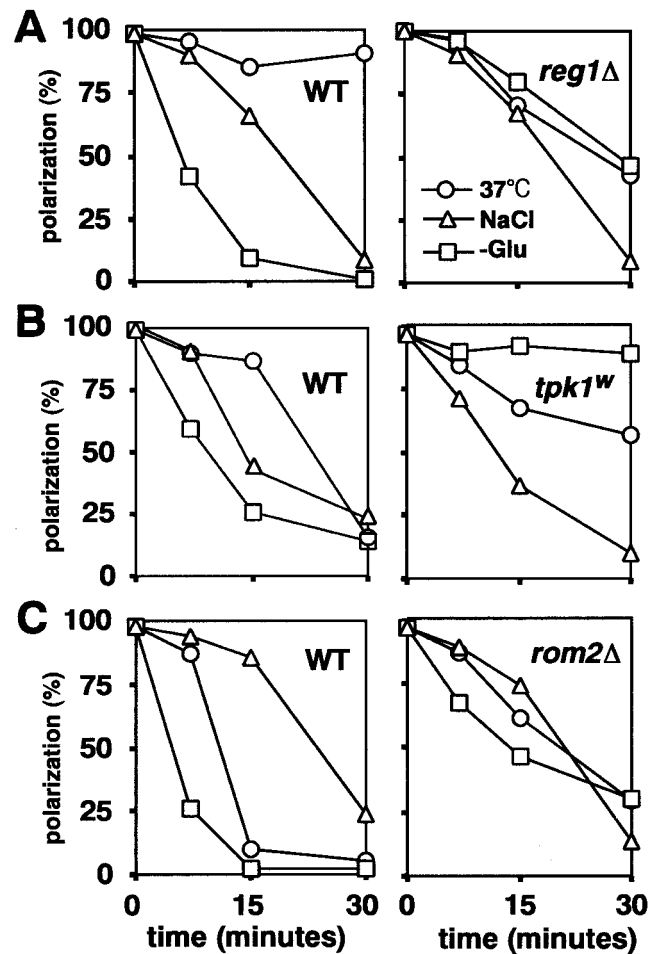 A
polarization (%)
100
75
50
25
0
WT
reg1Δ
37°C
NaCl
-Glu
B
polarization (%)
100
75
50
25
0
WT
tpk1ʷ
C
polarization (%)
100
75
50
25
0
WT
rom2Δ
0 15 30
time (minutes)
0 15 30
time (minutes)